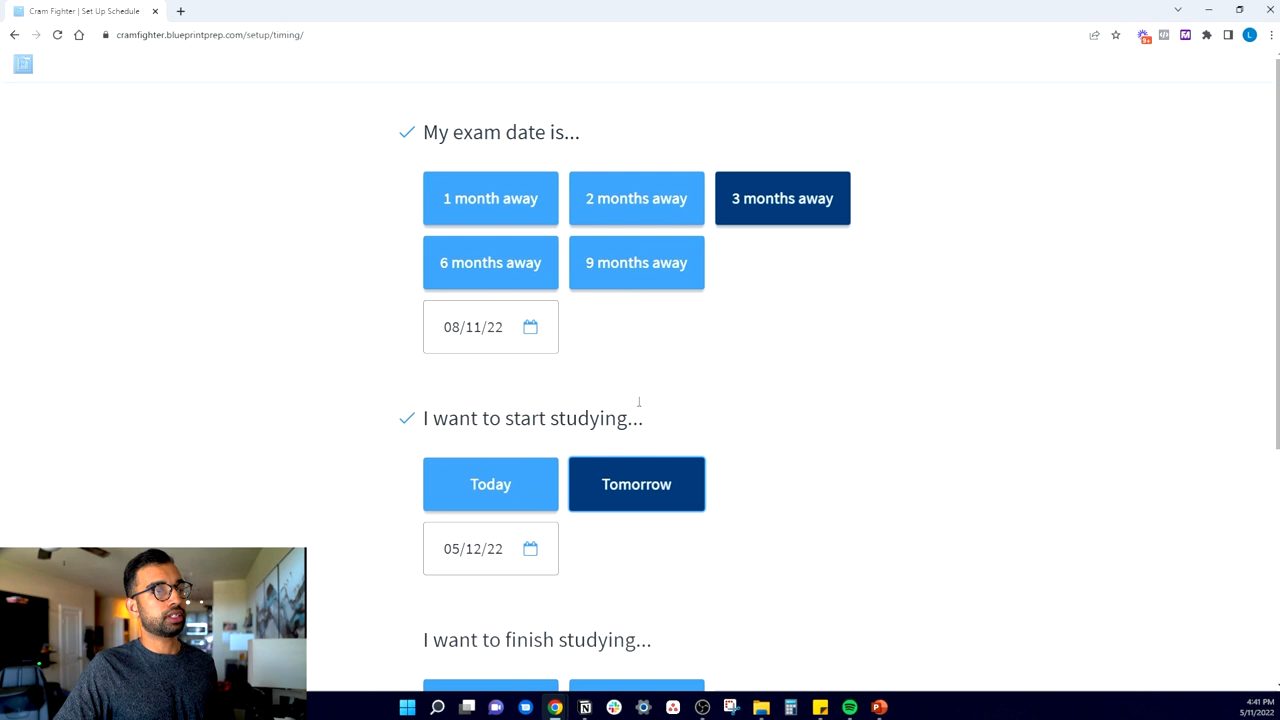 Cram Fighter | Set Up Schedule
cramfighter.blueprintprep.com/setup/timing/
9+
L
My exam date is...
1 month away
2 months away
3 months away
6 months away
9 months away
08/11/22
I want to start studying...
Today
Tomorrow
05/12/22
I want to finish studying...
4:41 PM
5/11/2022